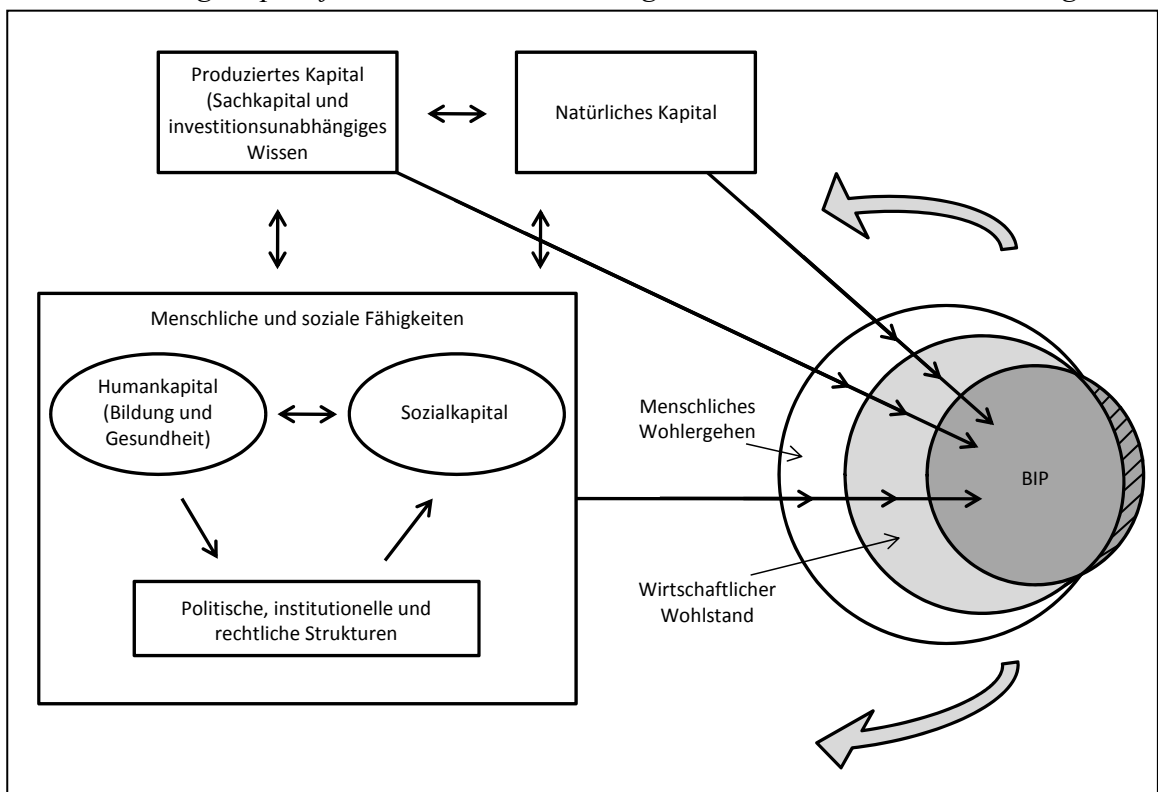 Produziertes Kapital
(Sachkapital und
investitionsunabhängiges
Wissen
Natürliches Kapital
Menschliche und soziale Fähigkeiten
Humankapital
(Bildung und
Gesundheit)
Sozialkapital
Politische, institutionelle und
rechtliche Strukturen
Menschliches
Wohlergehen
BIP
Wirtschaftlicher
Wohlstand